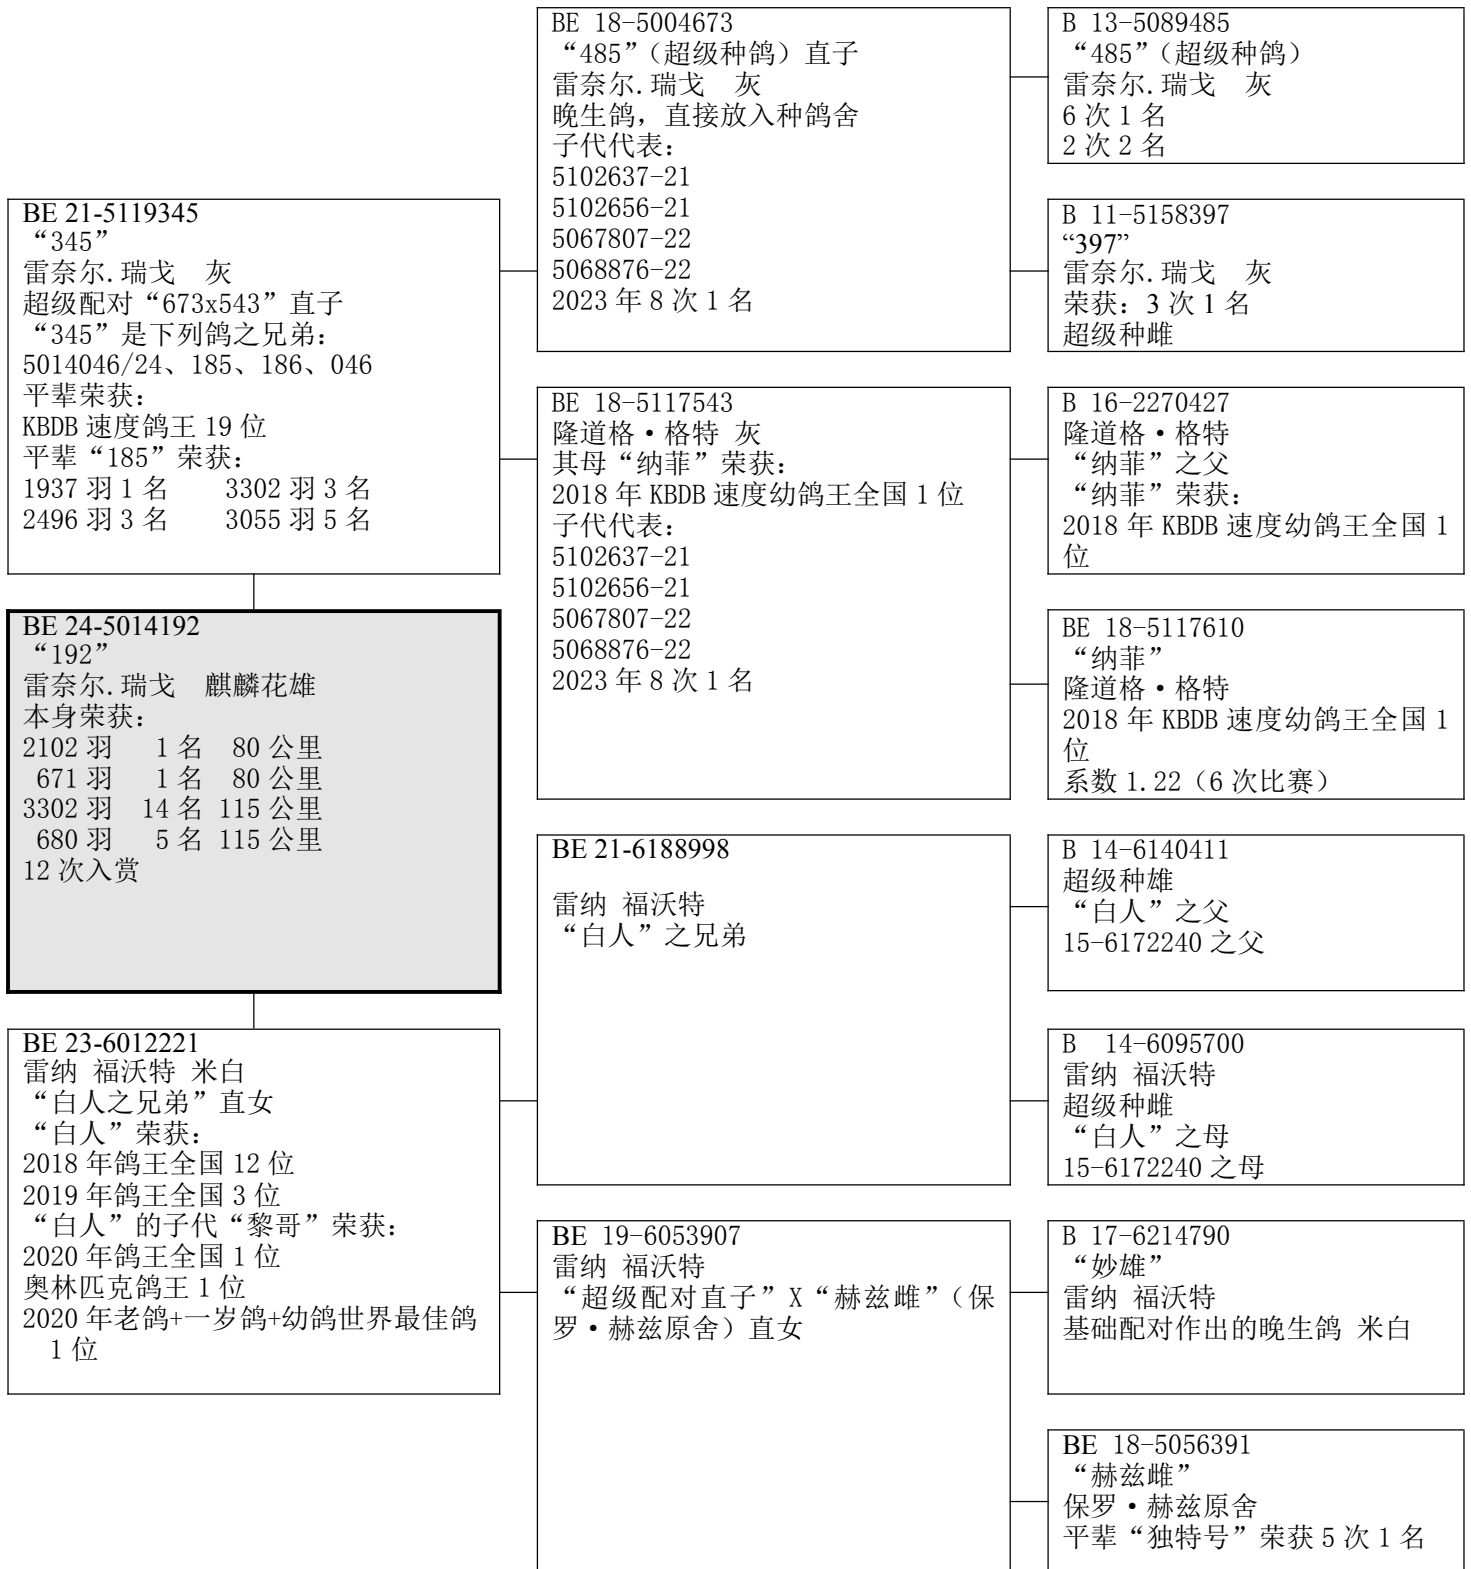 BE 21-5119345
“345”
雷奈尔.瑞戈 灰
超级配对“673x543”直子
“345”是下列鸽之兄弟：
5014046/24、185、186、046
平辈荣获：
KBDB 速度鸽王 19 位
平辈“185”荣获：
1937 羽 1 名 3302 羽 3 名
2496 羽 3 名 3055 羽 5 名
BE 24-5014192
“192”
雷奈尔.瑞戈 麒麟花雄
本身荣获：
2102 羽 1 名 80 公里
671 羽 1 名 80 公里
3302 羽 14 名 115 公里
680 羽 5 名 115 公里
12 次入赏
BE 23-6012221
雷纳 福沃特 米白
“白人之兄弟”直女
“白人”荣获：
2018 年鸽王全国 12 位
2019 年鸽王全国 3 位
“白人”的子代“黎哥”荣获：
2020 年鸽王全国 1 位
奥林匹克鸽王 1 位
2020 年老鸽+一岁鸽+幼鸽世界最佳鸽
1 位
BE 18-5004673
“485”（超级种鸽）直子
雷奈尔.瑞戈 灰
晚生鸽，直接放入种鸽舍
子代代表：
5102637-21
5102656-21
5067807-22
5068876-22
2023 年 8 次 1 名
BE 18-5117543
隆道格·格特 灰
其母“纳菲”荣获：
2018 年 KBDB 速度幼鸽王全国 1 位
子代代表：
5102637-21
5102656-21
5067807-22
5068876-22
2023 年 8 次 1 名
BE 21-6188998
雷纳 福沃特
“白人”之兄弟
BE 19-6053907
雷纳 福沃特
“超级配对直子”X“赫兹雌”（保
罗·赫兹原舍）直女
B 13-5089485
“485”（超级种鸽）
雷奈尔.瑞戈 灰
6 次 1 名
2 次 2 名
B 11-5158397
“397”
雷奈尔.瑞戈 灰
荣获：3 次 1 名
超级种雌
B 16-2270427
隆道格·格特
“纳菲”之父
“纳菲”荣获：
2018 年 KBDB 速度幼鸽王全国 1
位
BE 18-5117610
“纳菲”
隆道格·格特
2018 年 KBDB 速度幼鸽王全国 1
位
系数 1.22（6 次比赛）
B 14-6140411
超级种雄
“白人”之父
15-6172240 之父
B 14-6095700
雷纳 福沃特
超级种雌
“白人”之母
15-6172240 之母
B 17-6214790
“妙雄”
雷纳 福沃特
基础配对作出的晚生鸽 米白
BE 18-5056391
“赫兹雌”
保罗·赫兹原舍
平辈“独特号”荣获 5 次 1 名